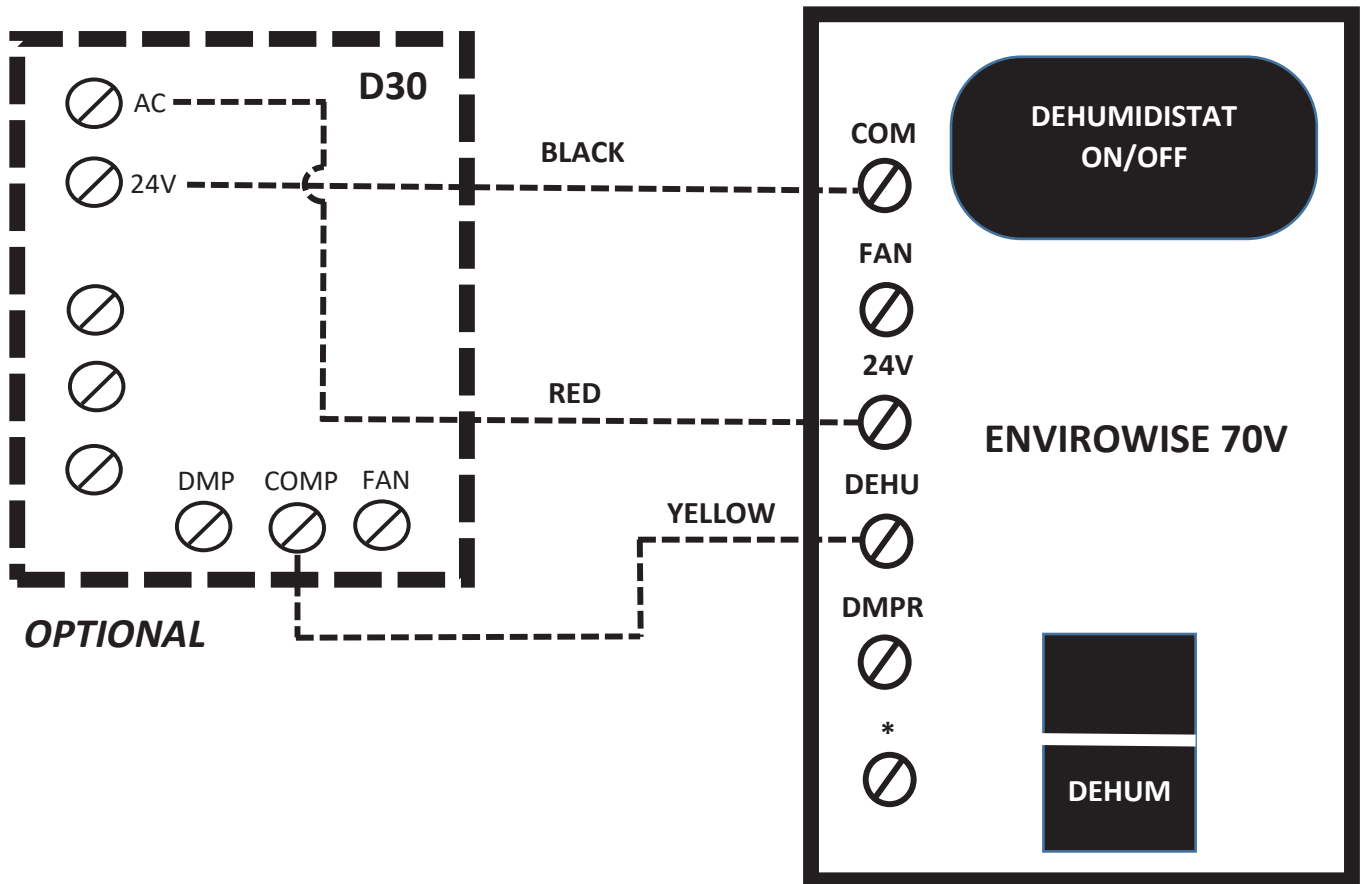 D30
AC
24V
DMP COMP FAN
OPTIONAL
BLACK
RED
YELLOW
COM
FAN
24V
DEHU
DMPR
*
DEHUMIDISTAT
ON/OFF
ENVIROWISE 70V
DEHUM